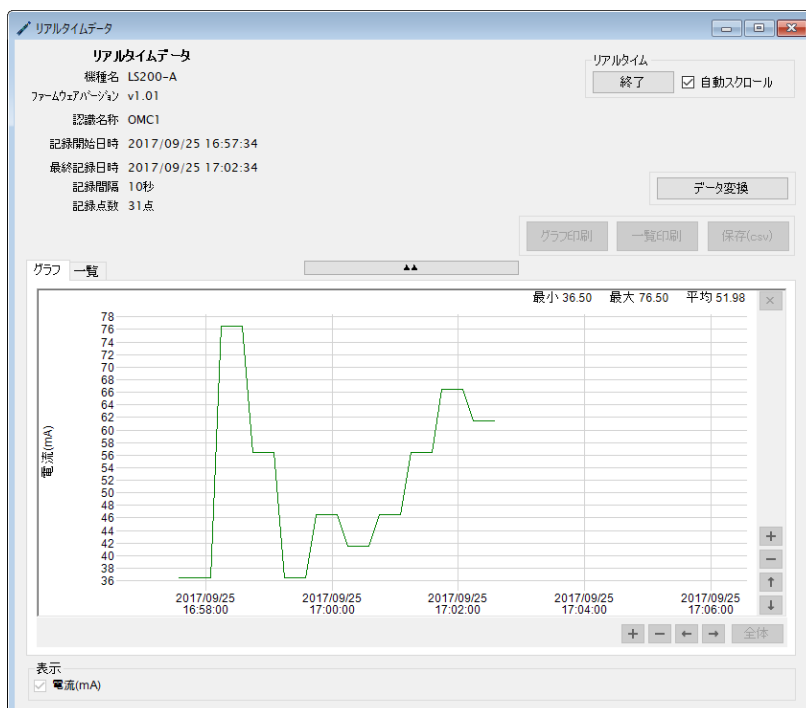 リアルタイムデータ
リアルタイムデータ
機種名 LS200-A
ファームウェアバージョン v1.01
認識名称 OMC1
記録開始日時 2017/09/25 16:57:34
最終記録日時 2017/09/25 17:02:34
記録間隔 10秒
記録点数 31点
リアルタイム
終了 自動スクロール
データ変換
グラフ印刷 一覧印刷 保存(csv)
グラフ 一覧
最小 36.50 最大 76.50 平均 51.98
電流(mA)
78
76
74
72
70
68
66
64
62
60
58
56
54
52
50
48
46
44
42
40
38
36
2017/09/25 2017/09/25 2017/09/25 2017/09/25 2017/09/25
16:58:00 17:00:00 17:02:00 17:04:00 17:06:00
全体
表示
電流(mA)